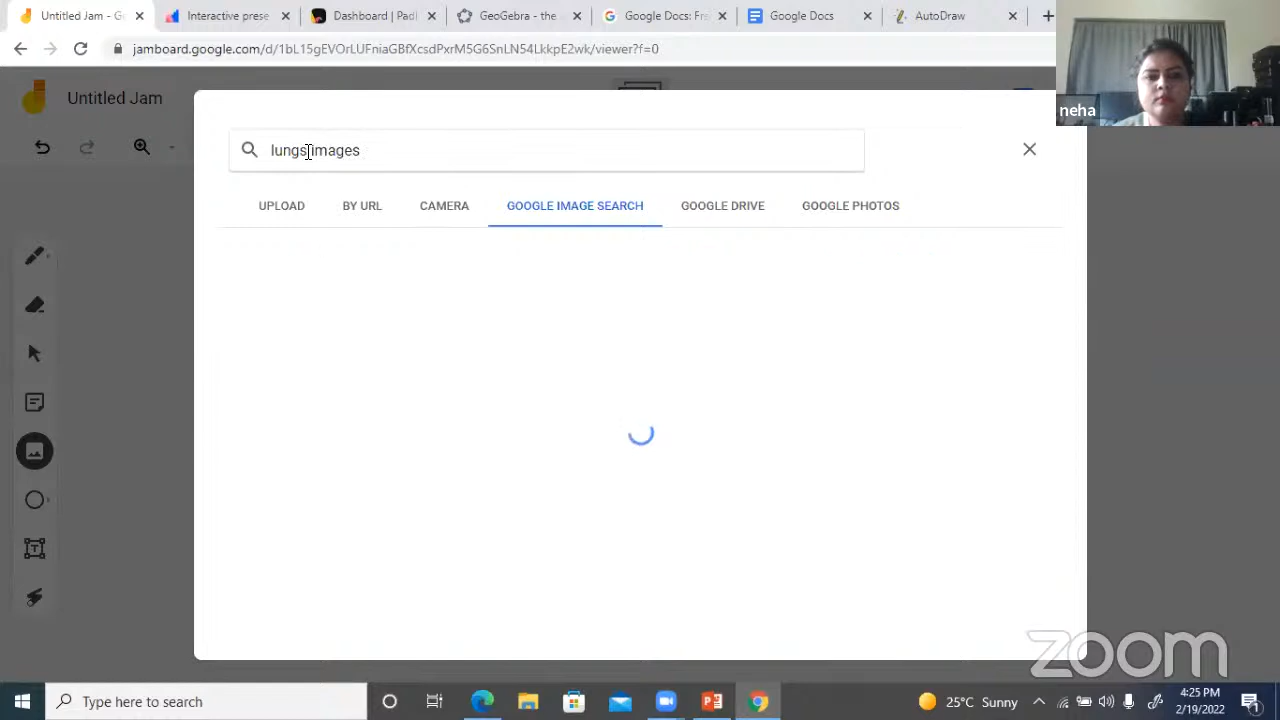 Untitled Jam - G
Interactive prese
Dashboard | Padl
GeoGebra - the
Google Docs: Fr
Google Docs
AutoDraw
jamboard.google.com/d/1bL15gEVOrLUFniaGBfXcsdPxrM5G6SnLN54LkkpE2wk/viewer?f=0
neha
Untitled Jam
lungs images
UPLOAD
BY URL
CAMERA
GOOGLE IMAGE SEARCH
GOOGLE DRIVE
GOOGLE PHOTOS
zoom
Type here to search
25°C Sunny
4:25 PM
2/19/2022
1